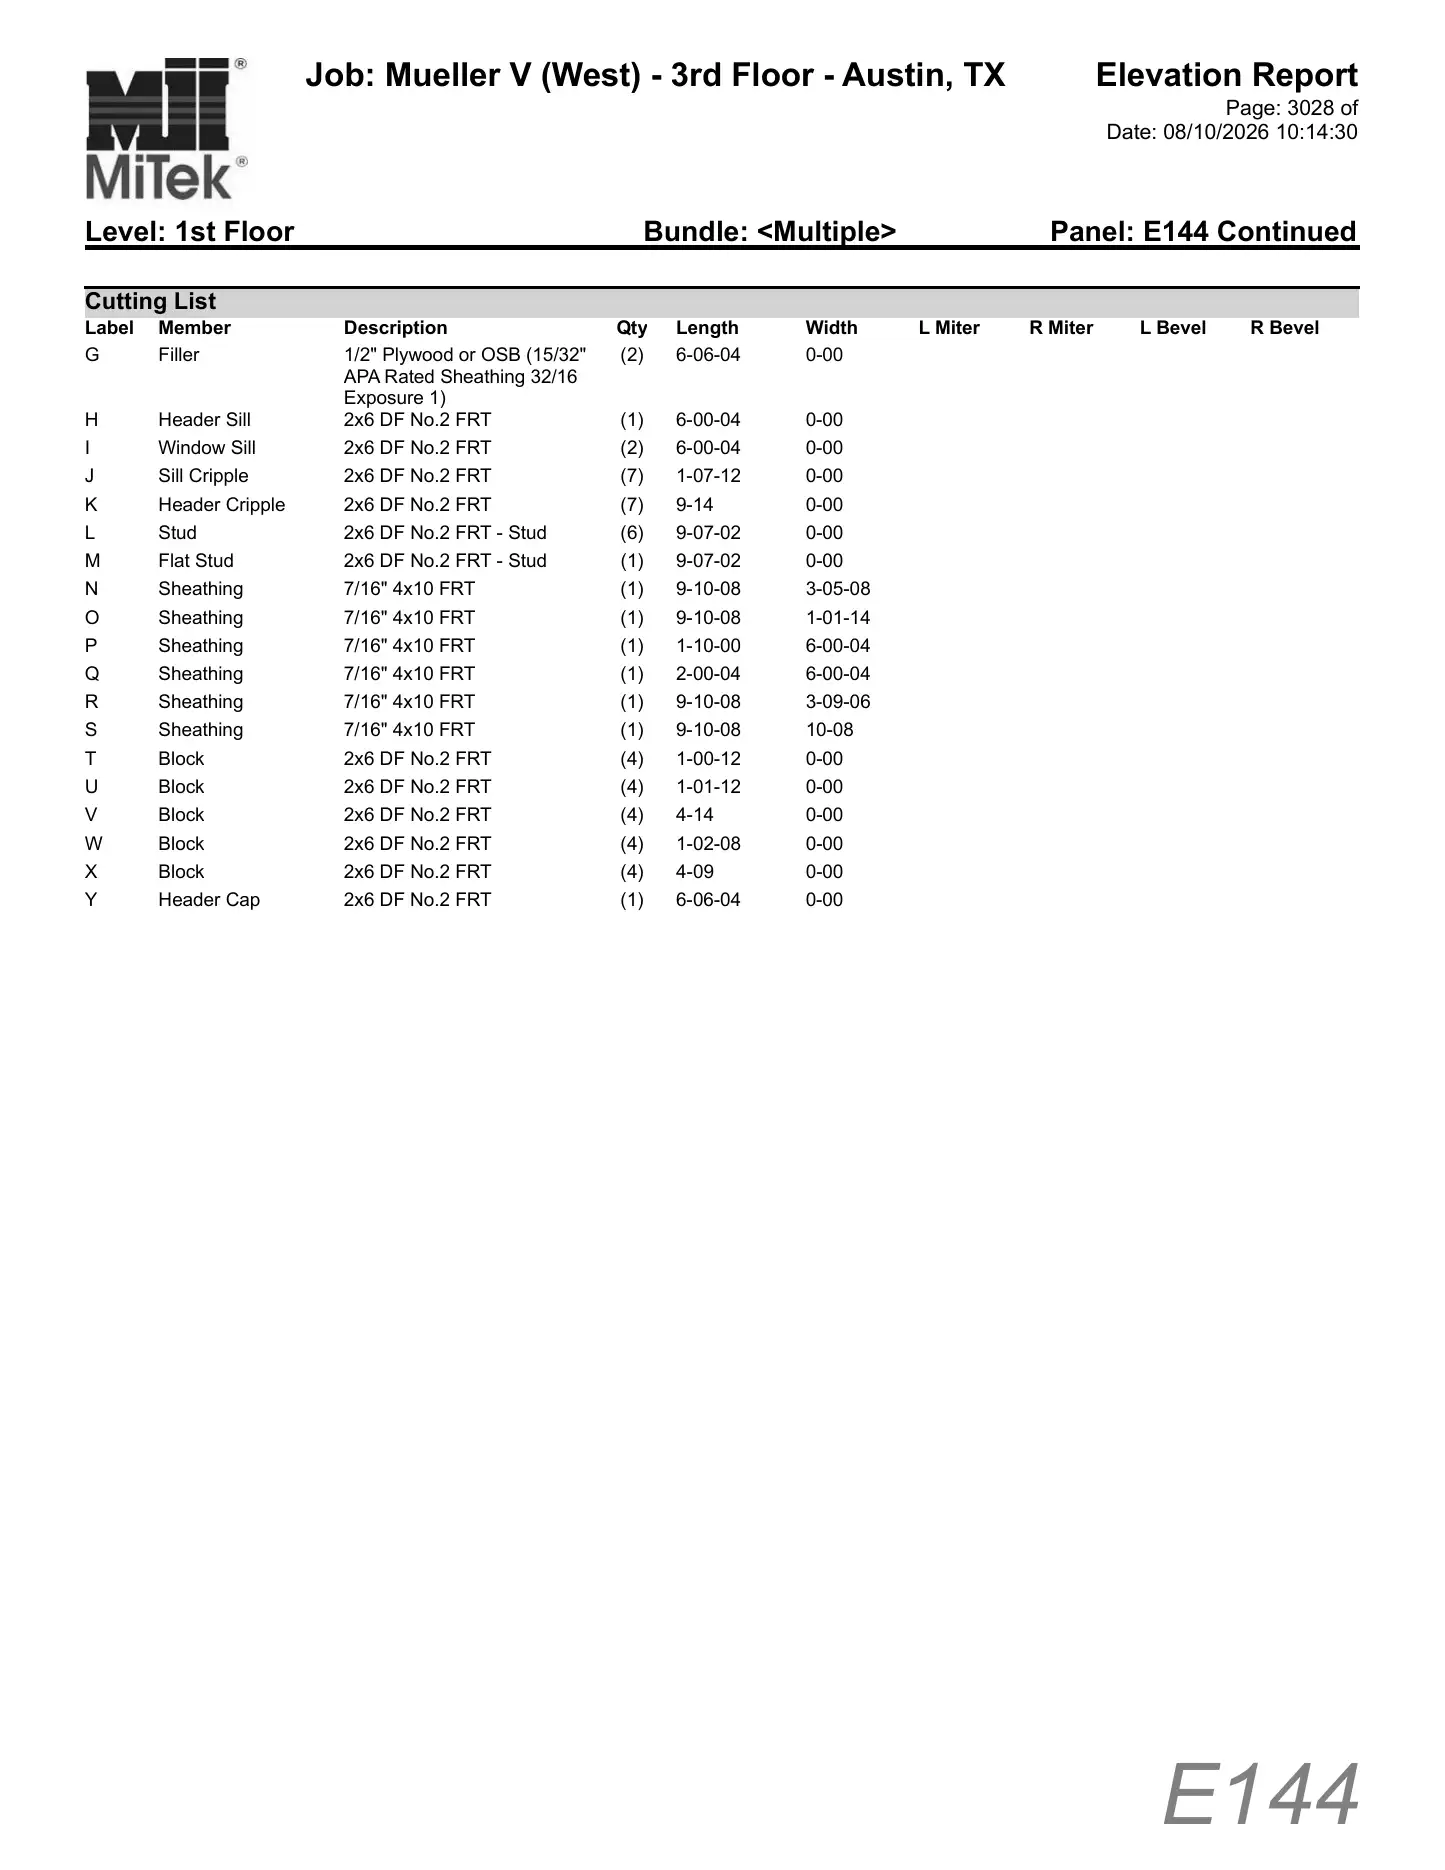 MiTek
Job: Mueller V (West) - 3rd Floor - Austin, TX
Elevation Report
Page: 3028 of
Date: 08/10/2026 10:14:30
Level: 1st Floor Bundle: <Multiple> Panel: E144 Continued
Cutting List
Label Member Description Qty Length Width L Miter R Miter L Bevel R Bevel
G Filler 1/2" Plywood or OSB (15/32" (2) 6-06-04 0-00
APA Rated Sheathing 32/16
Exposure 1)
H Header Sill 2x6 DF No.2 FRT (1) 6-00-04 0-00
I Window Sill 2x6 DF No.2 FRT (2) 6-00-04 0-00
J Sill Cripple 2x6 DF No.2 FRT (7) 1-07-12 0-00
K Header Cripple 2x6 DF No.2 FRT (7) 9-14 0-00
L Stud 2x6 DF No.2 FRT - Stud (6) 9-07-02 0-00
M Flat Stud 2x6 DF No.2 FRT - Stud (1) 9-07-02 0-00
N Sheathing 7/16" 4x10 FRT (1) 9-10-08 3-05-08
O Sheathing 7/16" 4x10 FRT (1) 9-10-08 1-01-14
P Sheathing 7/16" 4x10 FRT (1) 1-10-00 6-00-04
Q Sheathing 7/16" 4x10 FRT (1) 2-00-04 6-00-04
R Sheathing 7/16" 4x10 FRT (1) 9-10-08 3-09-06
S Sheathing 7/16" 4x10 FRT (1) 9-10-08 10-08
T Block 2x6 DF No.2 FRT (4) 1-00-12 0-00
U Block 2x6 DF No.2 FRT (4) 1-01-12 0-00
V Block 2x6 DF No.2 FRT (4) 4-14 0-00
W Block 2x6 DF No.2 FRT (4) 1-02-08 0-00
X Block 2x6 DF No.2 FRT (4) 4-09 0-00
Y Header Cap 2x6 DF No.2 FRT (1) 6-06-04 0-00
E144